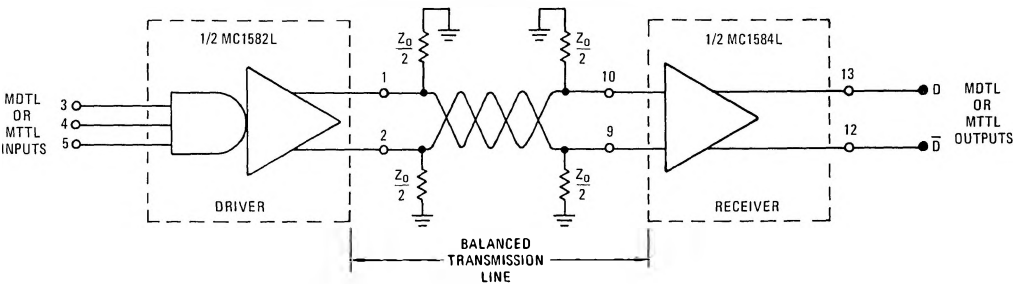 1/2 MC1582L
1/2 MC1584L
Z0
2
Z0
2
1
10
13
MDTL
OR
MTTL
INPUTS
3
4
5
D
MDTL
OR
MTTL
OUTPUTS
2
9
12
D̅
Z0
2
Z0
2
DRIVER
RECEIVER
BALANCED
TRANSMISSION
LINE